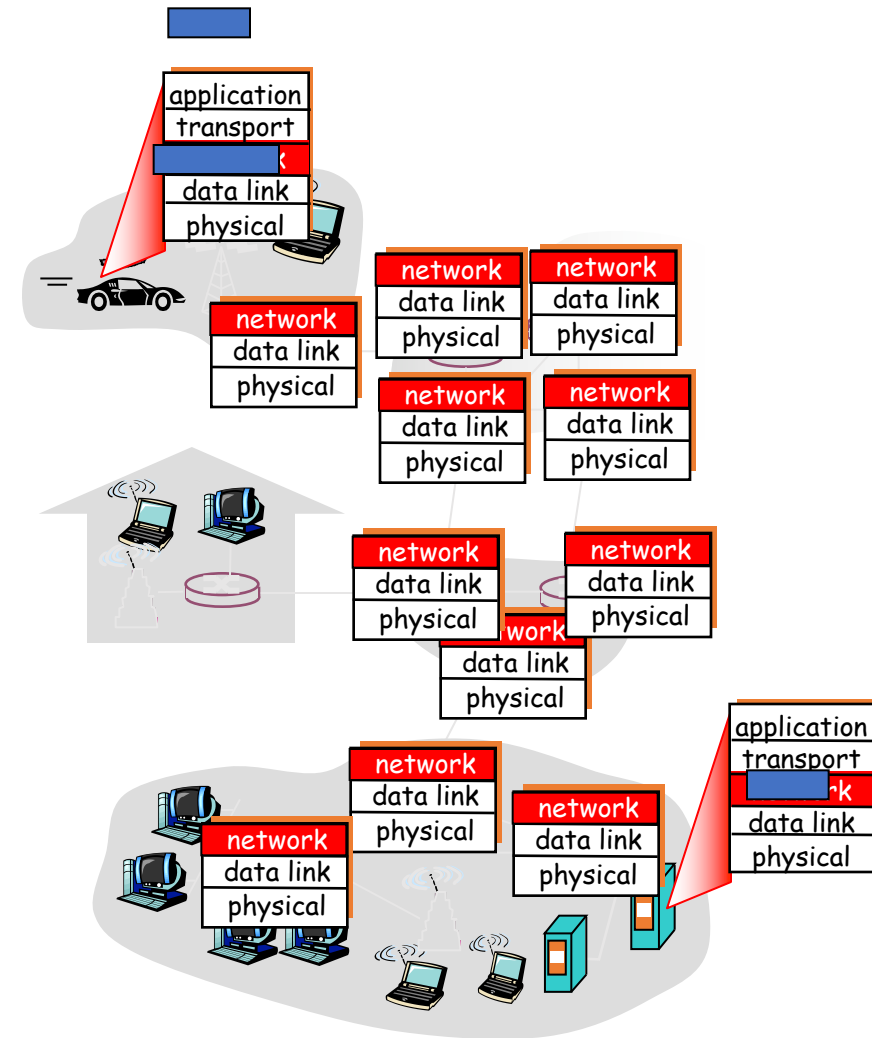 application
transport
data link
physical
network
data link
physical
network
data link
physical
network
data link
physical
network
data link
physical
network
data link
physical
network
data link
physical
network
data link
physical
work
data link
physical
application
transport
data link
physical
network
data link
physical
network
data link
physical
network
data link
physical